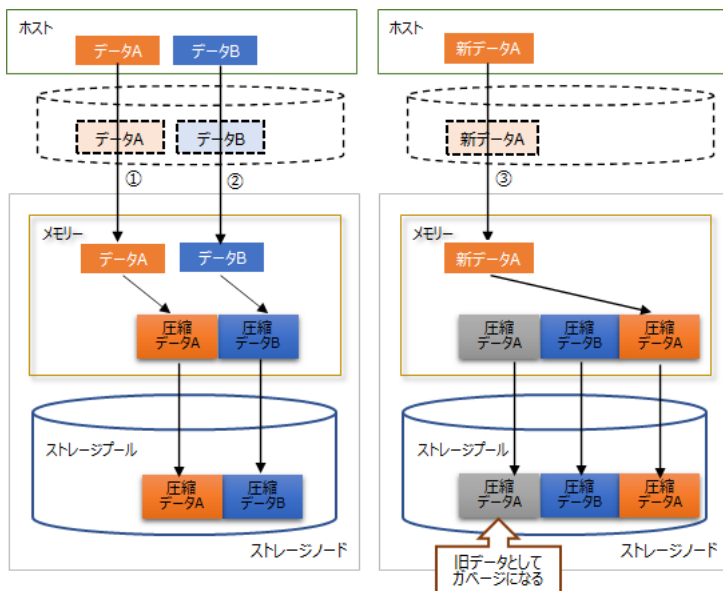 ホスト
データA
データB
データA
データB
①
②
メモリー
データA
データB
圧縮
データA
圧縮
データB
ストレージプール
圧縮
データA
圧縮
データB
ストレージノード
ホスト
新データA
新データA
③
メモリー
新データA
圧縮
データA
圧縮
データB
圧縮
データA
ストレージプール
圧縮
データA
圧縮
データB
圧縮
データA
ストレージノード
旧データとして
ガベージになる